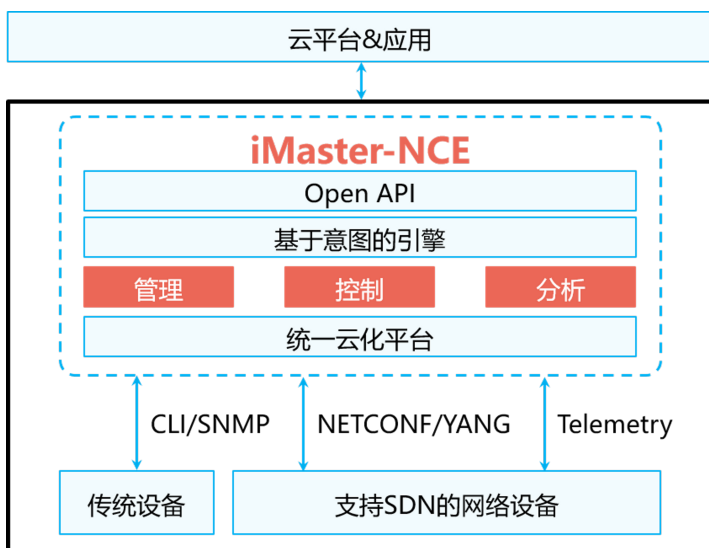 云平台&应用
iMaster-NCE
Open API
基于意图的引擎
管理 控制 分析
统一云化平台
CLI/SNMP NETCONF/YANG Telemetry
传统设备 支持SDN的网络设备